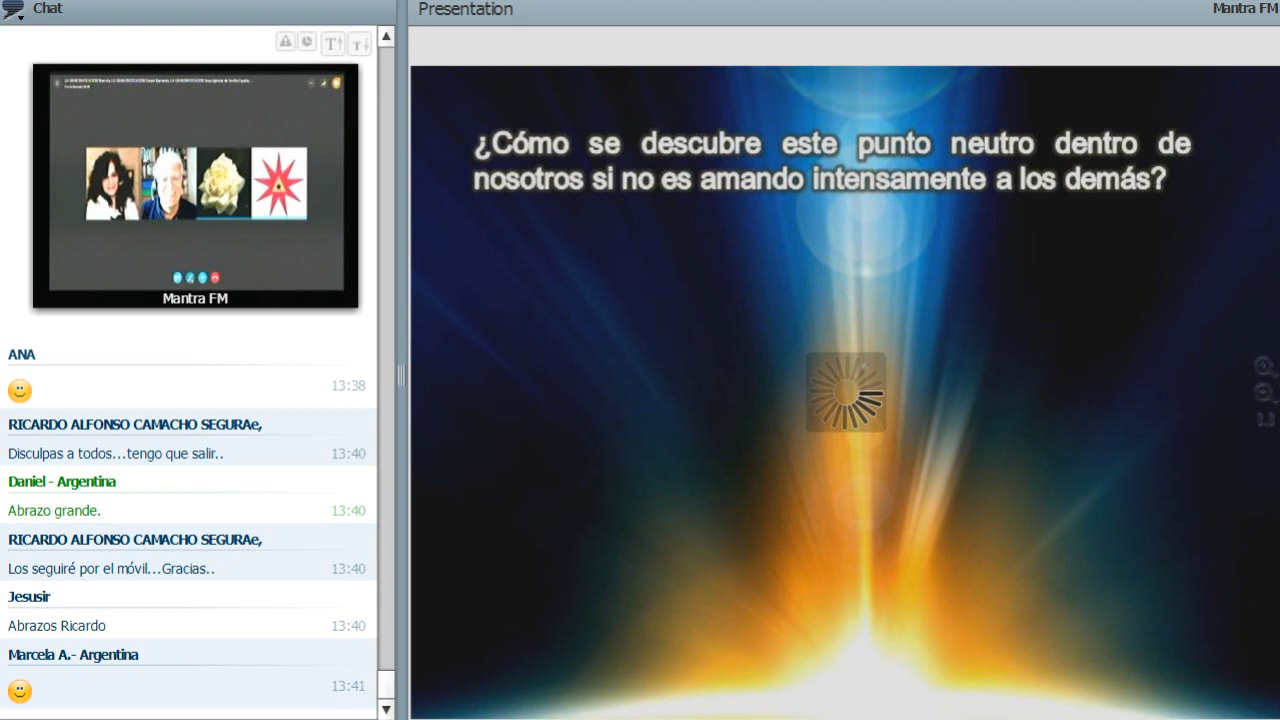 Chat
Mantra FM
ANA
13:38
RICARDO ALFONSO CAMACHO SEGURAe,
Disculpas a todos...tengo que salir..
13:40
Daniel - Argentina
Abrazo grande.
13:40
RICARDO ALFONSO CAMACHO SEGURAe,
Los seguiré por el móvil...Gracias..
13:40
Jesusir
Abrazos Ricardo
13:40
Marcela A.- Argentina
13:41
Presentation
Mantra FM
¿Cómo se descubre este punto neutro dentro de
nosotros si no es amando intensamente a los demás?
1:1